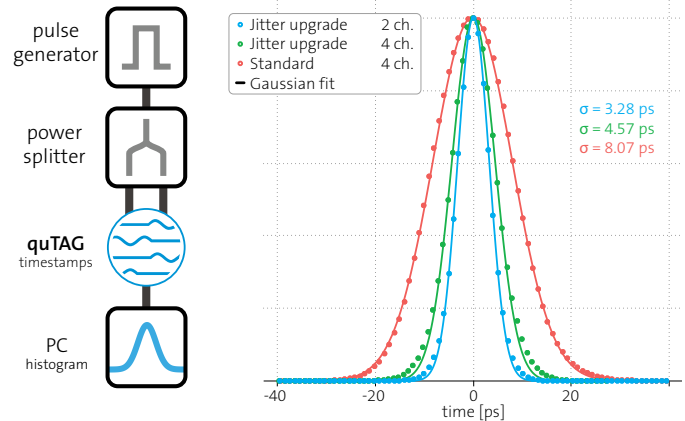 pulse
generator
power
splitter
quTAG
timestamps
PC
histogram
Jitter upgrade 2 ch.
Jitter upgrade 4 ch.
Standard 4 ch.
Gaussian fit
σ = 3.28 ps
σ = 4.57 ps
σ = 8.07 ps
-40 -20 -0 20
time [ps]